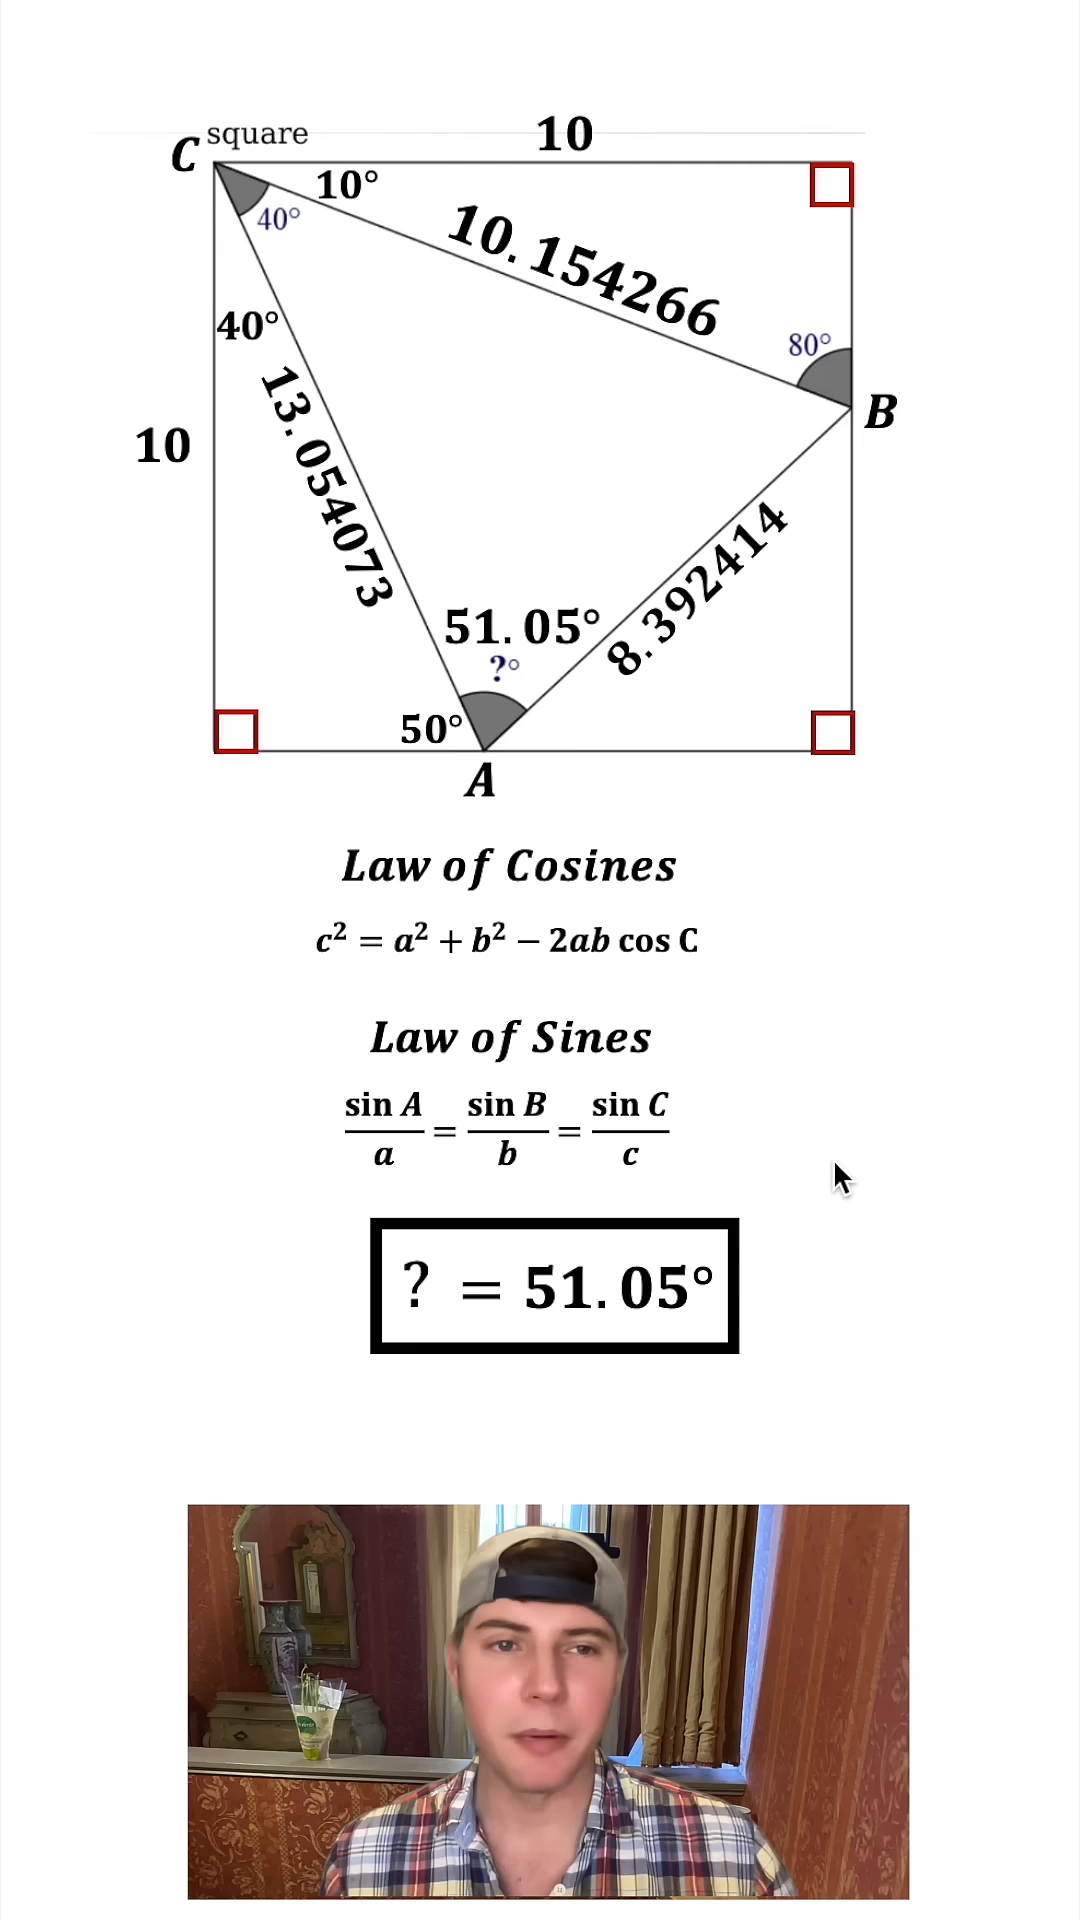 square
C
10
10°
40°
10.154266
40°
80°
B
10
13.054073
8.392414
51.05°
?°
50°
A
Law of Cosines
c² = a² + b² − 2ab cos C
Law of Sines
sin A / a = sin B / b = sin C / c
? = 51.05°